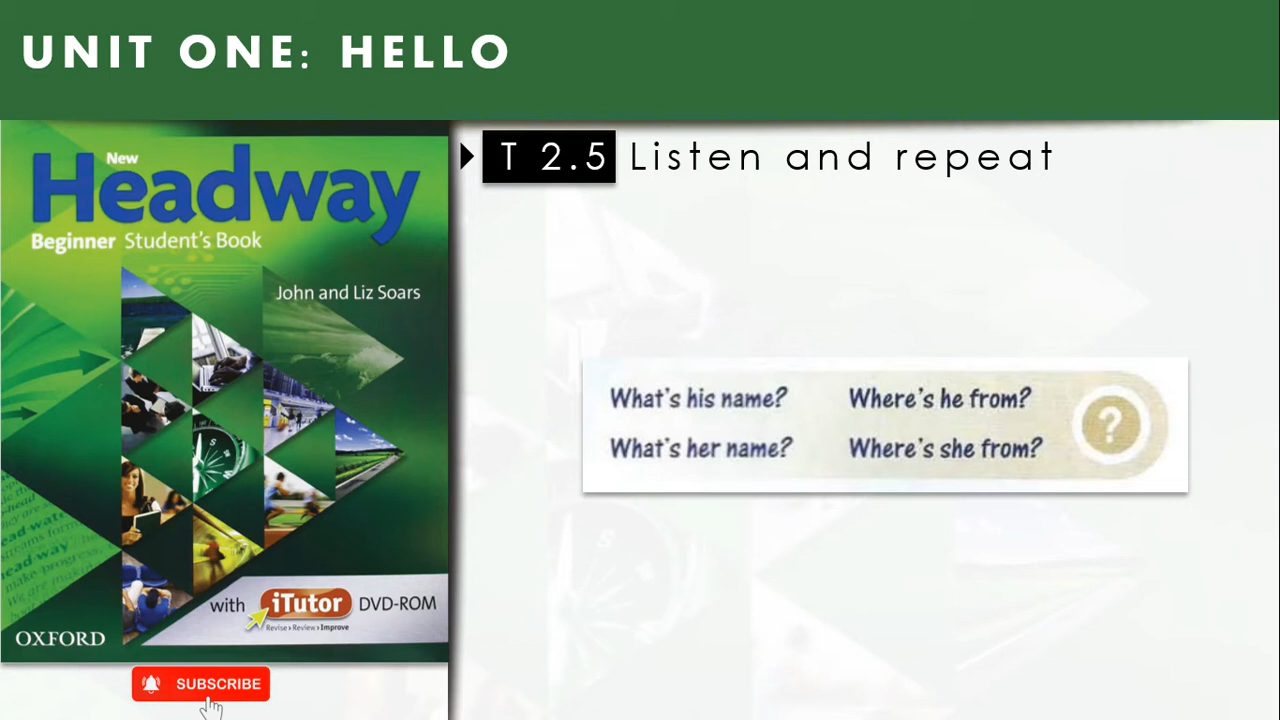 UNIT ONE: HELLO
New
Headway
Beginner Student's Book
John and Liz Soars
with iTutor DVD-ROM
Revise › Review › Improve
OXFORD
SUBSCRIBE
T 2.5 Listen and repeat
What's his name? Where's he from?
What's her name? Where's she from?
?